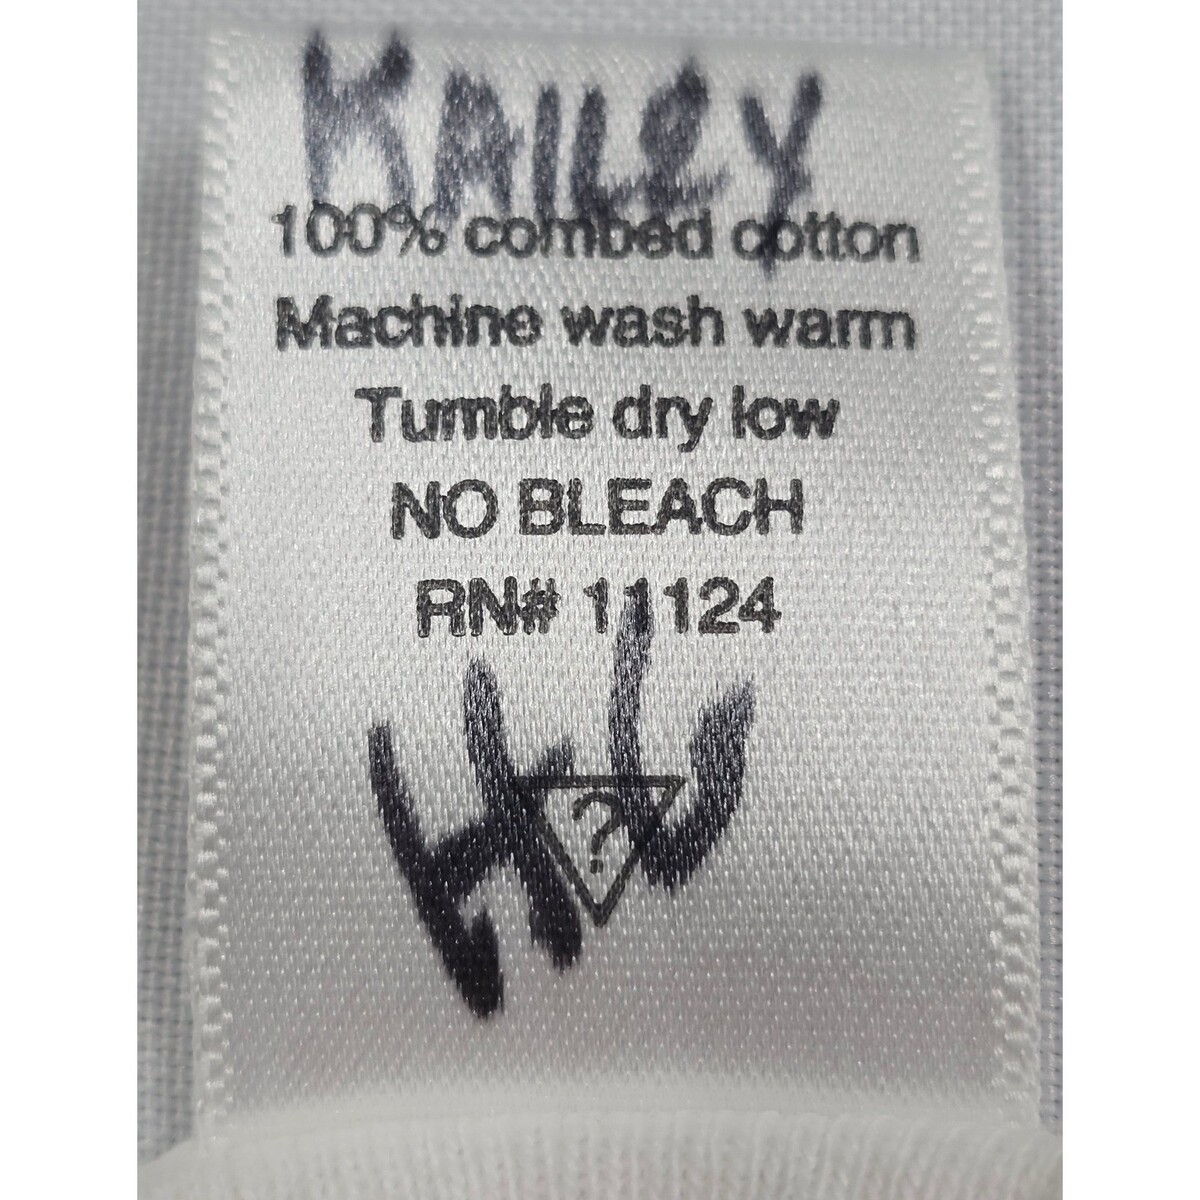 KAILEY
100% combed cotton
Machine wash warm
Tumble dry low
NO BLEACH
RN# 11124
?